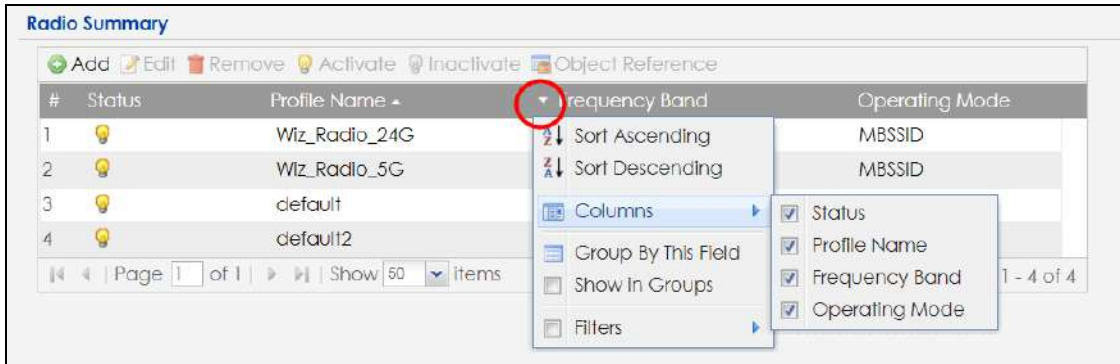 Radio Summary
Add Edit Remove Activate Inactivate Object Reference
# Status Profile Name Frequency Band Operating Mode
1 Wiz_Radio_24G MBSSID
2 Wiz_Radio_5G MBSSID
3 default
4 default2
Page 1 of 1 Show 50 items 1 - 4 of 4
Sort Ascending
Sort Descending
Columns
Group By This Field
Show in Groups
Filters
Status
Profile Name
Frequency Band
Operating Mode